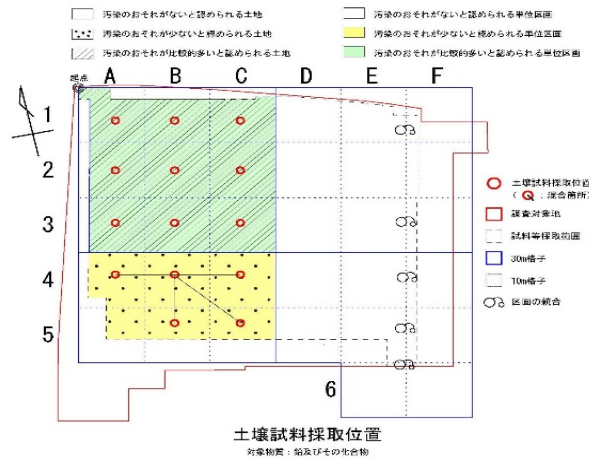 汚染のおそれがないと認められる土地
汚染のおそれが少ないと認められる土地
汚染のおそれが比較的多いと認められる土地
汚染のおそれがないと認められる単位区画
汚染のおそれが少ないと認められる単位区画
汚染のおそれが比較的多いと認められる単位区画
起点
A B C D E F
1
2
3
4
5
6
土壌試料採取位置
( : 混合箇所)
調査対象地
試料等採取範囲
30m格子
10m格子
区画の統合
土壌試料採取位置
対象物質：鉛及びその化合物